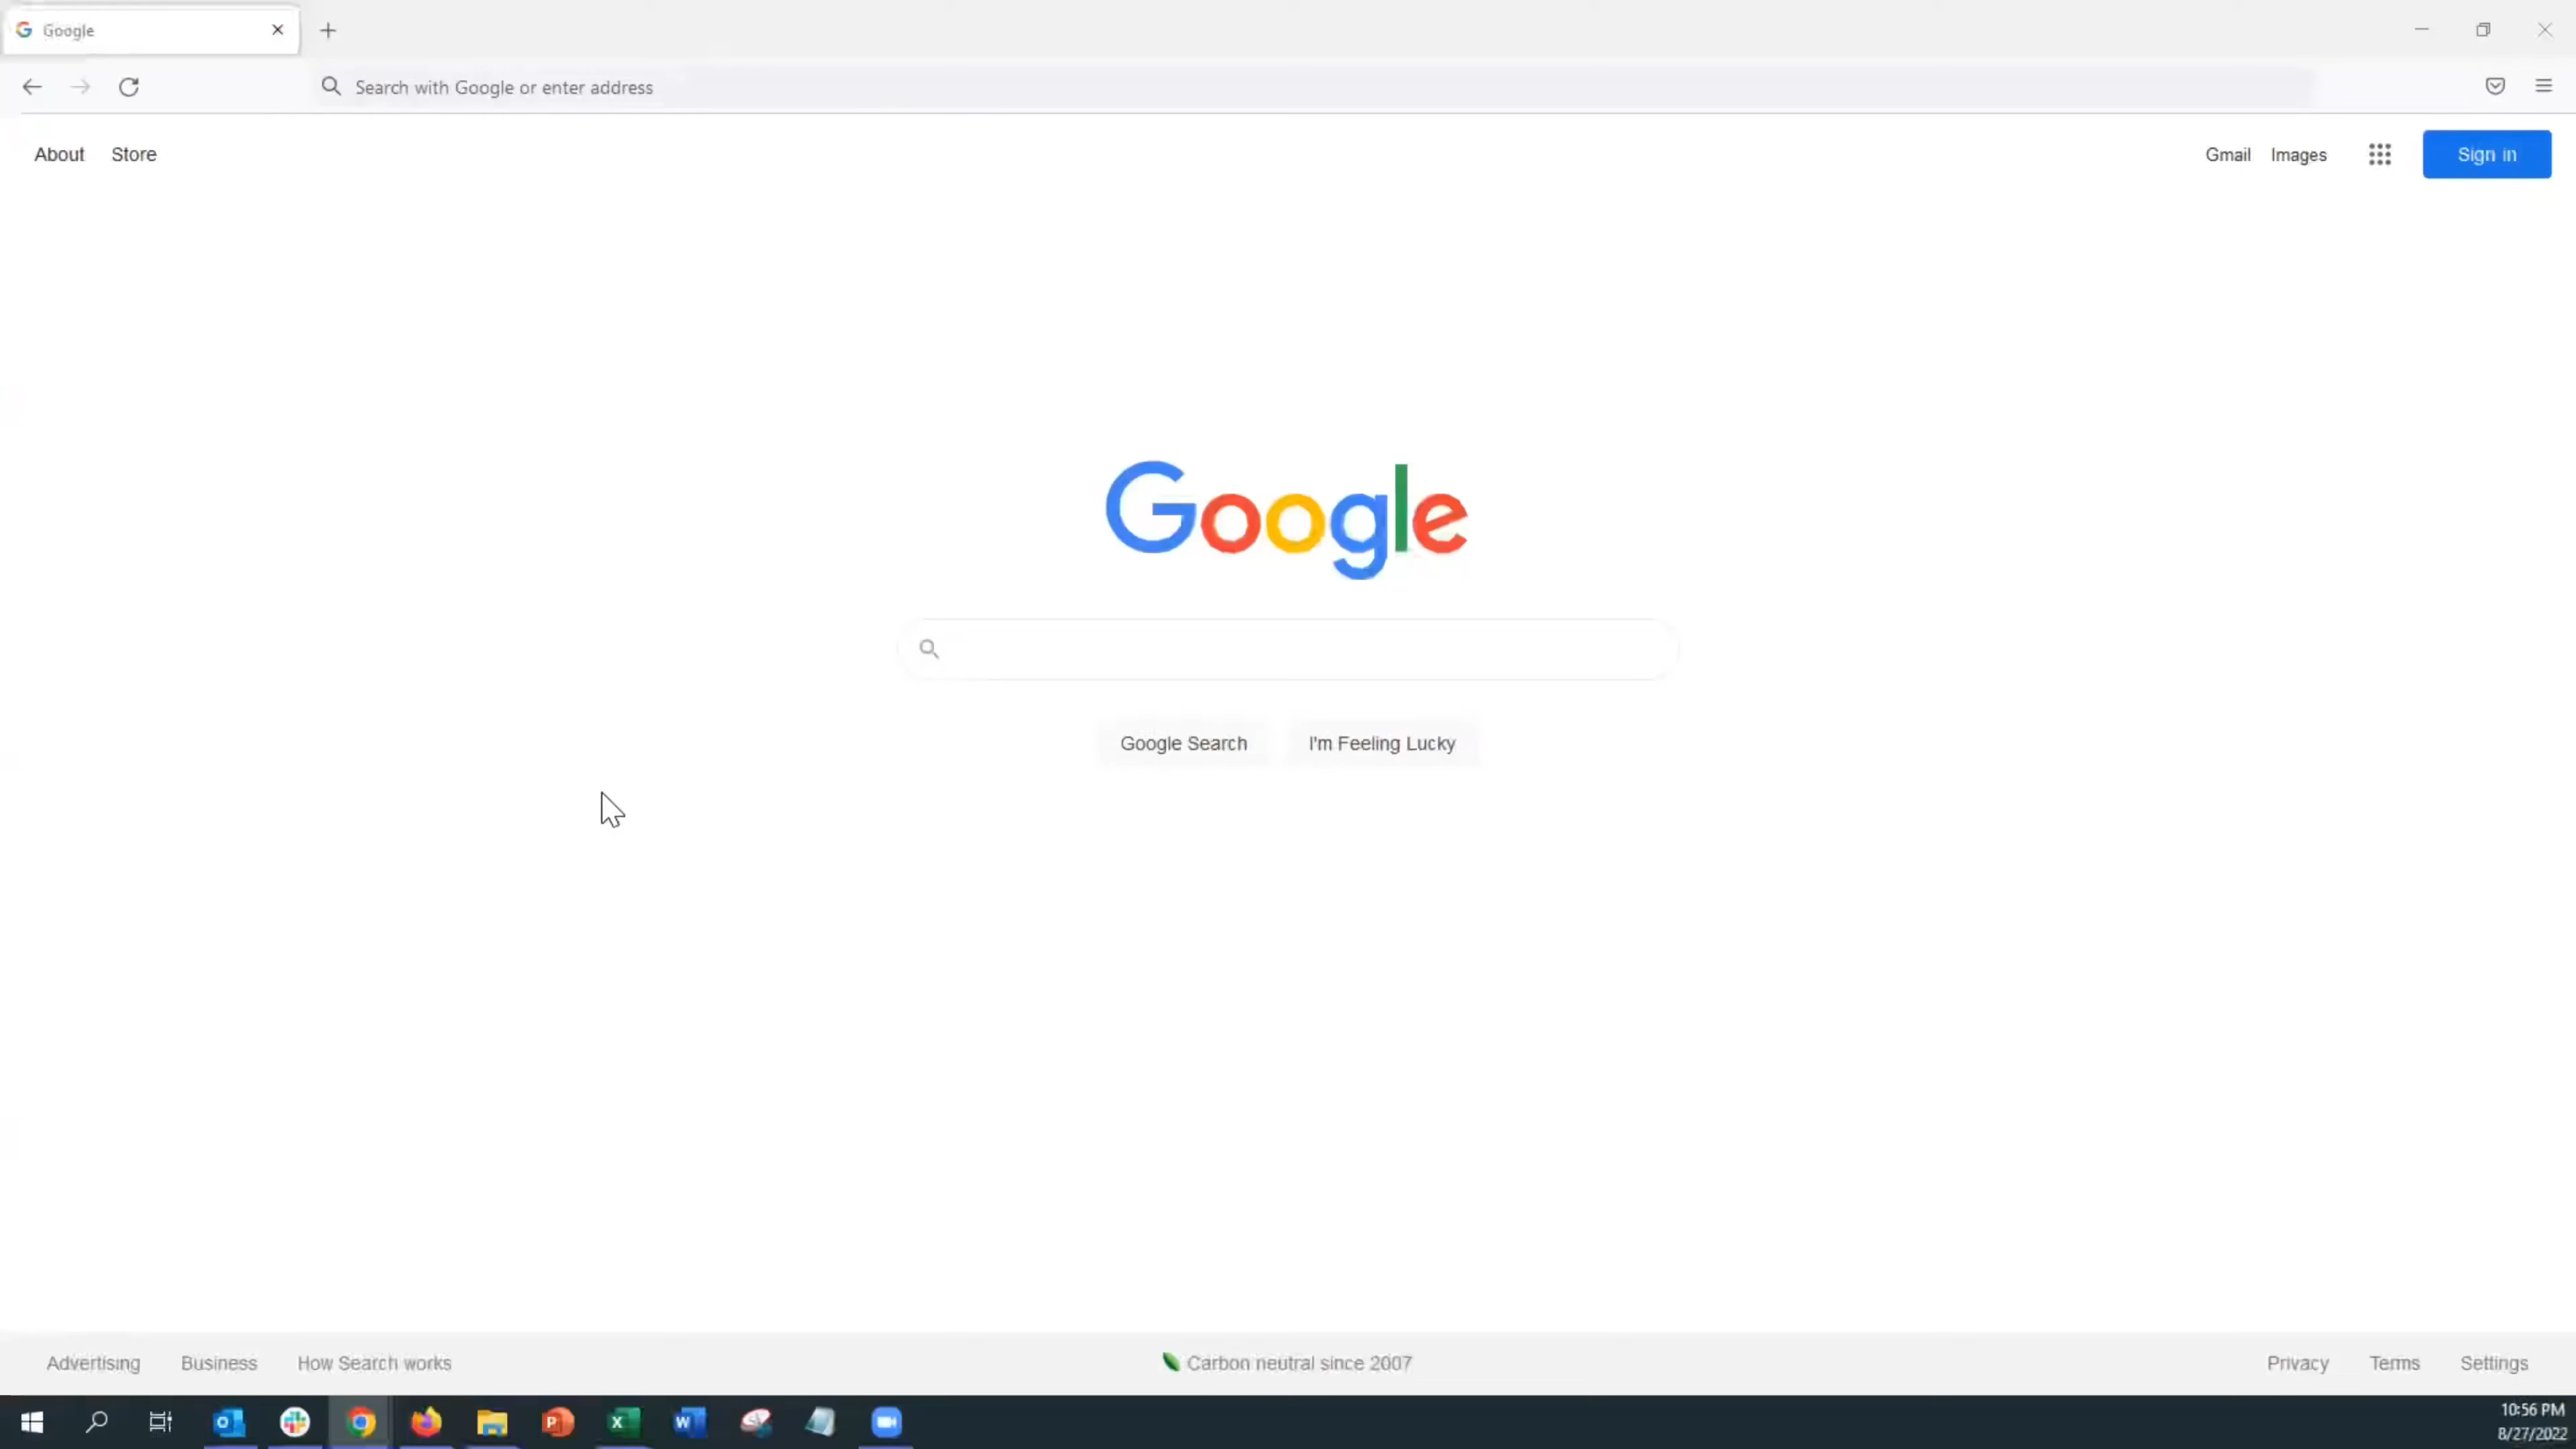 Google
Search with Google or enter address
About Store
Gmail Images Sign in
Google
Google Search I'm Feeling Lucky
Advertising Business How Search works Carbon neutral since 2007 Privacy Terms Settings
10:56 PM
8/27/2022